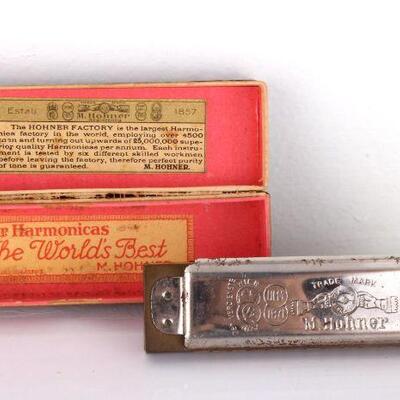 Estab 1857
M. Hohner
The HOHNER FACTORY is the largest Harmo-
nica factory in the world, employing over 4500
and turning out upwards of 25,000,000 supe-
rior quality Harmonicas per annum. Each instru-
ment is tested by six different skilled workmen
before leaving the factory, therefore perfect purity
of tone is guaranteed. M. HOHNER.
r Harmonicas
The World's Best
M. HOH
TRADE MARK
M. Hohner